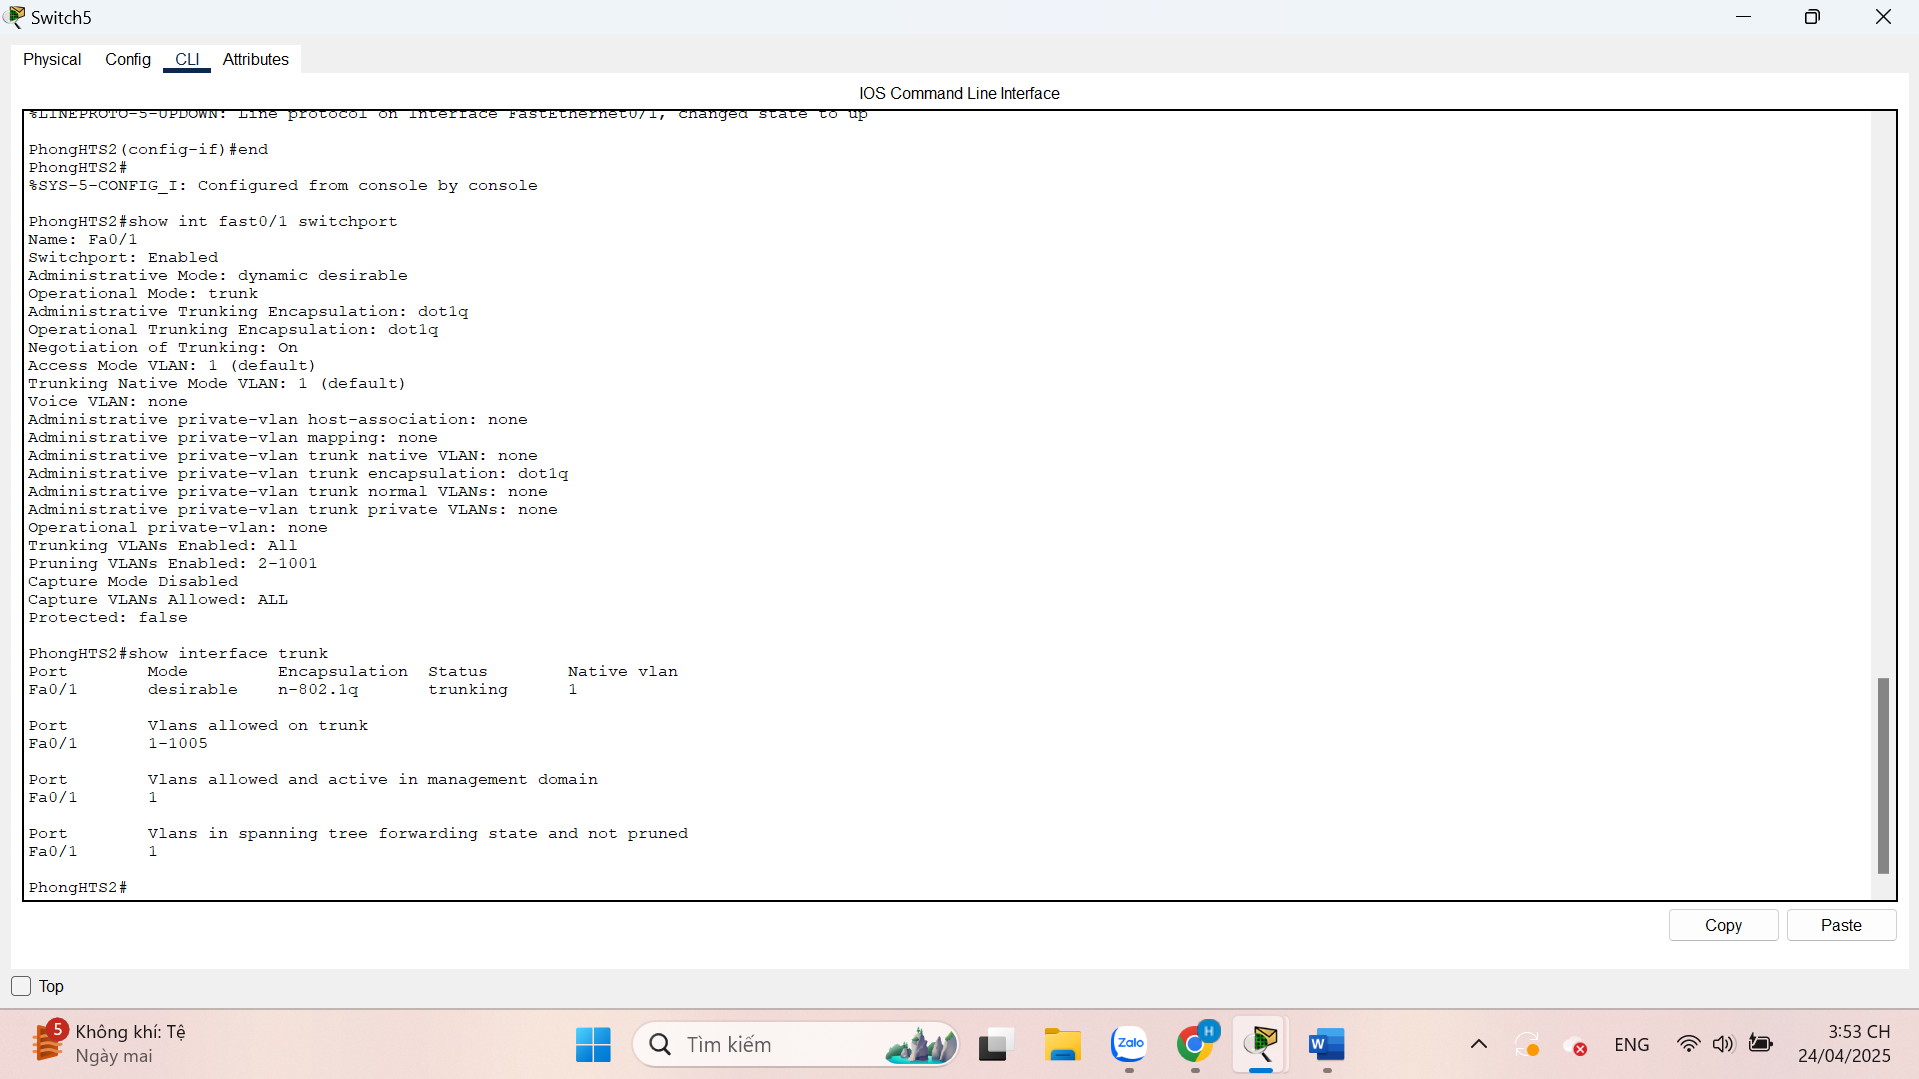 Switch5
Physical Config CLI Attributes
IOS Command Line Interface
%LINEPROTO-5-UPDOWN: Line protocol on Interface FastEthernet0/1, changed state to up
PhongHTS2(config-if)#end
PhongHTS2#
%SYS-5-CONFIG_I: Configured from console by console
PhongHTS2#show int fast0/1 switchport
Name: Fa0/1
Switchport: Enabled
Administrative Mode: dynamic desirable
Operational Mode: trunk
Administrative Trunking Encapsulation: dot1q
Operational Trunking Encapsulation: dot1q
Negotiation of Trunking: On
Access Mode VLAN: 1 (default)
Trunking Native Mode VLAN: 1 (default)
Voice VLAN: none
Administrative private-vlan host-association: none
Administrative private-vlan mapping: none
Administrative private-vlan trunk native VLAN: none
Administrative private-vlan trunk encapsulation: dot1q
Administrative private-vlan trunk normal VLANs: none
Administrative private-vlan trunk private VLANs: none
Operational private-vlan: none
Trunking VLANs Enabled: All
Pruning VLANs Enabled: 2-1001
Capture Mode Disabled
Capture VLANs Allowed: ALL
Protected: false
PhongHTS2#show interface trunk
Port Mode Encapsulation Status Native vlan
Fa0/1 desirable n-802.1q trunking 1
Port Vlans allowed on trunk
Fa0/1 1-1005
Port Vlans allowed and active in management domain
Fa0/1 1
Port Vlans in spanning tree forwarding state and not pruned
Fa0/1 1
PhongHTS2#
Copy Paste
Top
5 Không khí: Tệ
Ngày mai
Tìm kiếm
Zalo
H
W
ENG
3:53 CH
24/04/2025